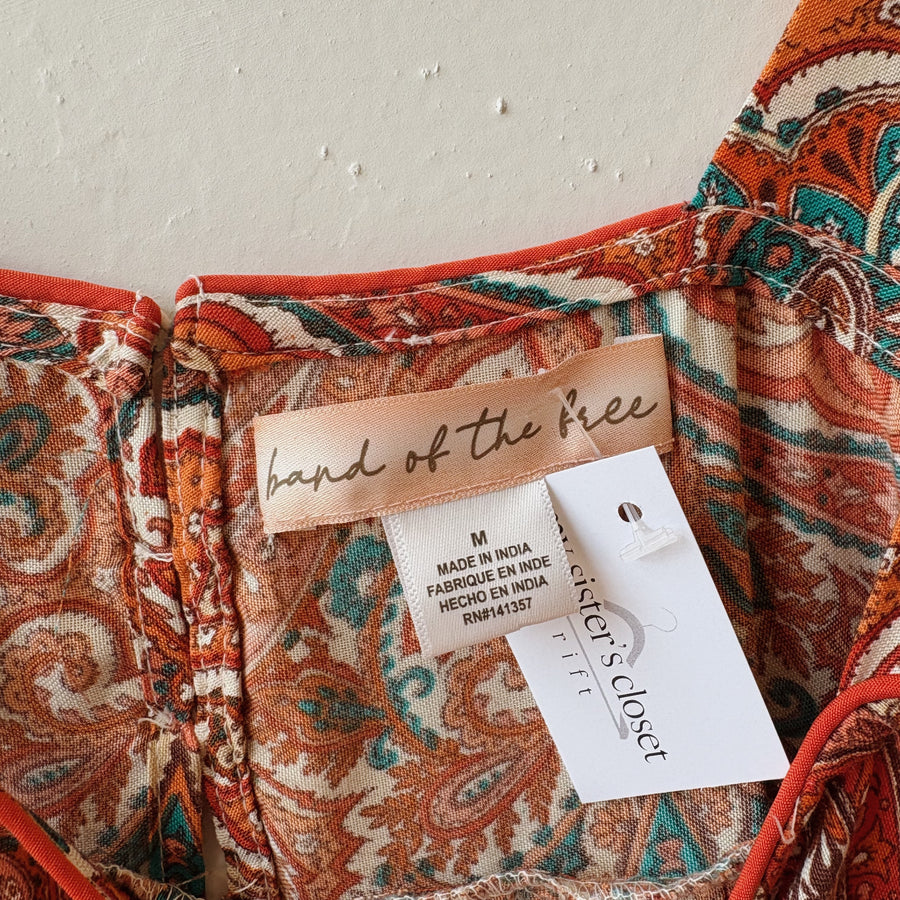 band of the free
M
MADE IN INDIA
FABRIQUE EN INDE
HECHO EN INDIA
RN#141357
sister's closet
rift